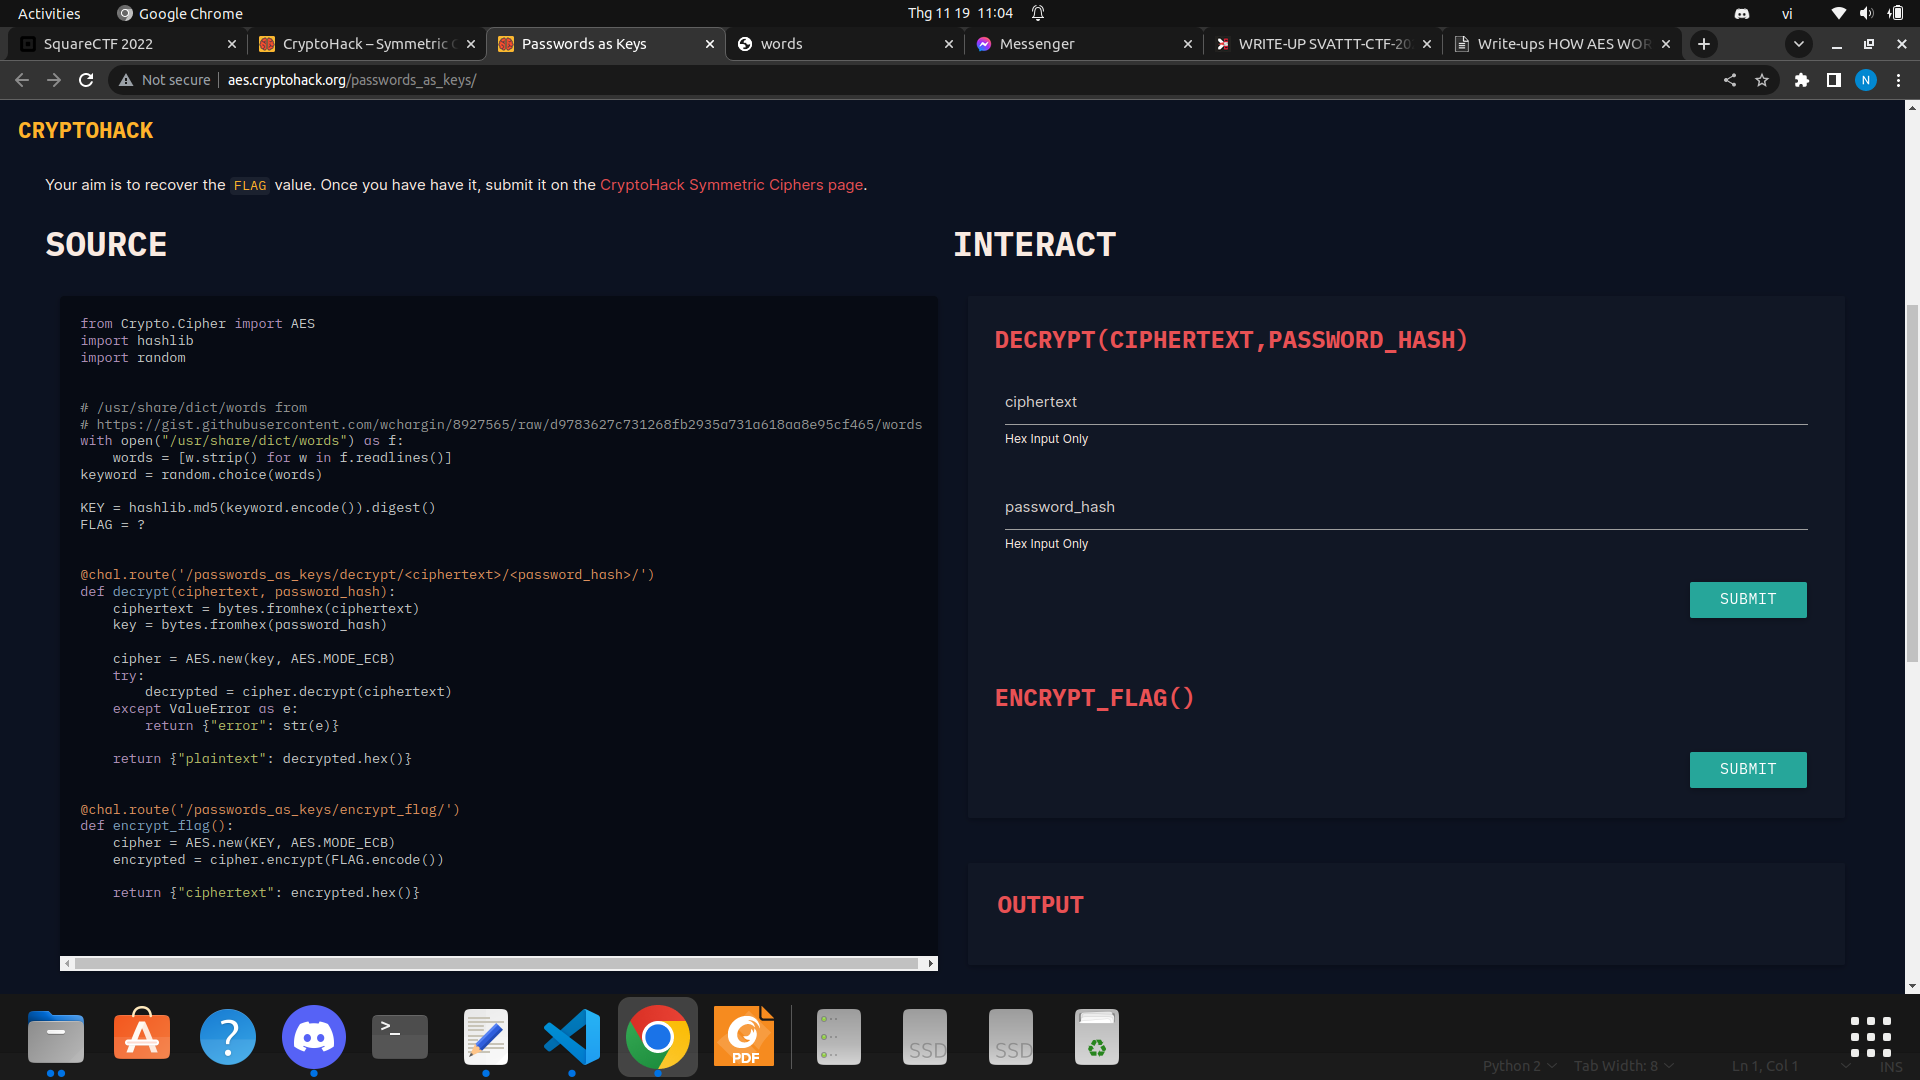 Activities
Google Chrome
Thg 11 19 11:04
vi
SquareCTF 2022
CryptoHack – Symmetric C
Passwords as Keys
words
Messenger
WRITE-UP SVATTT-CTF-20
Write-ups HOW AES WOR
Not secure
aes.cryptohack.org/passwords_as_keys/
N
CRYPTOHACK
Your aim is to recover the FLAG value. Once you have have it, submit it on the CryptoHack Symmetric Ciphers page.
SOURCE
from Crypto.Cipher import AES
import hashlib
import random
# /usr/share/dict/words from
# https://gist.githubusercontent.com/wchargin/8927565/raw/d9783627c731268fb2935a731a618aa8e95cf465/words
with open("/usr/share/dict/words") as f:
    words = [w.strip() for w in f.readlines()]
keyword = random.choice(words)
KEY = hashlib.md5(keyword.encode()).digest()
FLAG = ?
@chal.route('/passwords_as_keys/decrypt/<ciphertext>/<password_hash>/')
def decrypt(ciphertext, password_hash):
    ciphertext = bytes.fromhex(ciphertext)
    key = bytes.fromhex(password_hash)
    cipher = AES.new(key, AES.MODE_ECB)
    try:
        decrypted = cipher.decrypt(ciphertext)
    except ValueError as e:
        return {"error": str(e)}
    return {"plaintext": decrypted.hex()}
@chal.route('/passwords_as_keys/encrypt_flag/')
def encrypt_flag():
    cipher = AES.new(KEY, AES.MODE_ECB)
    encrypted = cipher.encrypt(FLAG.encode())
    return {"ciphertext": encrypted.hex()}
INTERACT
DECRYPT(CIPHERTEXT,PASSWORD_HASH)
ciphertext
Hex Input Only
password_hash
Hex Input Only
SUBMIT
ENCRYPT_FLAG()
SUBMIT
OUTPUT
PDF
SSD
SSD
Python 2
Tab Width: 8
Ln 1, Col 1
INS